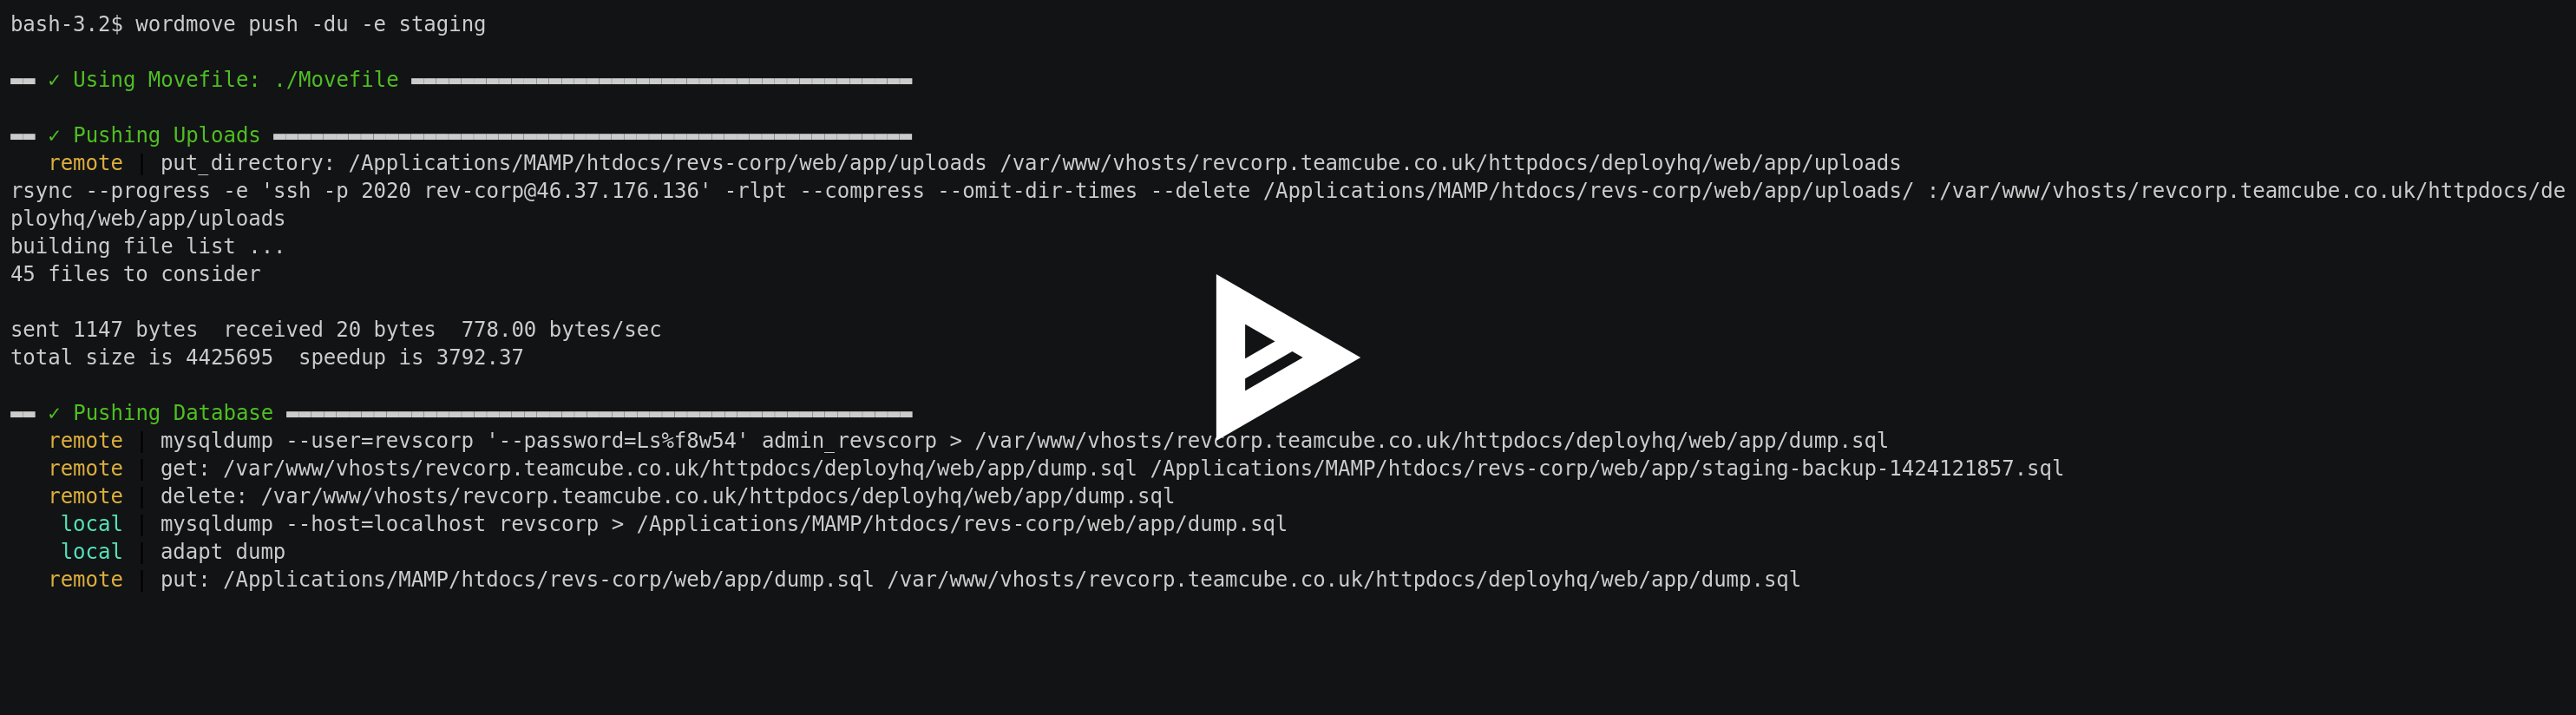 bash-3.2$ wordmove push -du -e staging
▬▬ ✓ Using Movefile: ./Movefile ▬▬▬▬▬▬▬▬▬▬▬▬▬▬▬▬▬▬▬▬▬▬▬▬▬▬▬▬▬▬▬▬▬▬▬▬▬▬▬▬
▬▬ ✓ Pushing Uploads ▬▬▬▬▬▬▬▬▬▬▬▬▬▬▬▬▬▬▬▬▬▬▬▬▬▬▬▬▬▬▬▬▬▬▬▬▬▬▬▬▬▬▬▬▬▬▬▬▬▬▬
remote | put_directory: /Applications/MAMP/htdocs/revs-corp/web/app/uploads /var/www/vhosts/revcorp.teamcube.co.uk/httpdocs/deployhq/web/app/uploads
rsync --progress -e 'ssh -p 2020 rev-corp@46.37.176.136' -rlpt --compress --omit-dir-times --delete /Applications/MAMP/htdocs/revs-corp/web/app/uploads/ :/var/www/vhosts/revcorp.teamcube.co.uk/httpdocs/de
ployhq/web/app/uploads
building file list ...
45 files to consider
sent 1147 bytes  received 20 bytes  778.00 bytes/sec
total size is 4425695  speedup is 3792.37
▬▬ ✓ Pushing Database ▬▬▬▬▬▬▬▬▬▬▬▬▬▬▬▬▬▬▬▬▬▬▬▬▬▬▬▬▬▬▬▬▬▬▬▬▬▬▬▬▬▬▬▬▬▬▬▬▬▬
remote | mysqldump --user=revscorp '--password=Ls%f8w54' admin_revscorp > /var/www/vhosts/revcorp.teamcube.co.uk/httpdocs/deployhq/web/app/dump.sql
remote | get: /var/www/vhosts/revcorp.teamcube.co.uk/httpdocs/deployhq/web/app/dump.sql /Applications/MAMP/htdocs/revs-corp/web/app/staging-backup-1424121857.sql
remote | delete: /var/www/vhosts/revcorp.teamcube.co.uk/httpdocs/deployhq/web/app/dump.sql
local | mysqldump --host=localhost revscorp > /Applications/MAMP/htdocs/revs-corp/web/app/dump.sql
local | adapt dump
remote | put: /Applications/MAMP/htdocs/revs-corp/web/app/dump.sql /var/www/vhosts/revcorp.teamcube.co.uk/httpdocs/deployhq/web/app/dump.sql